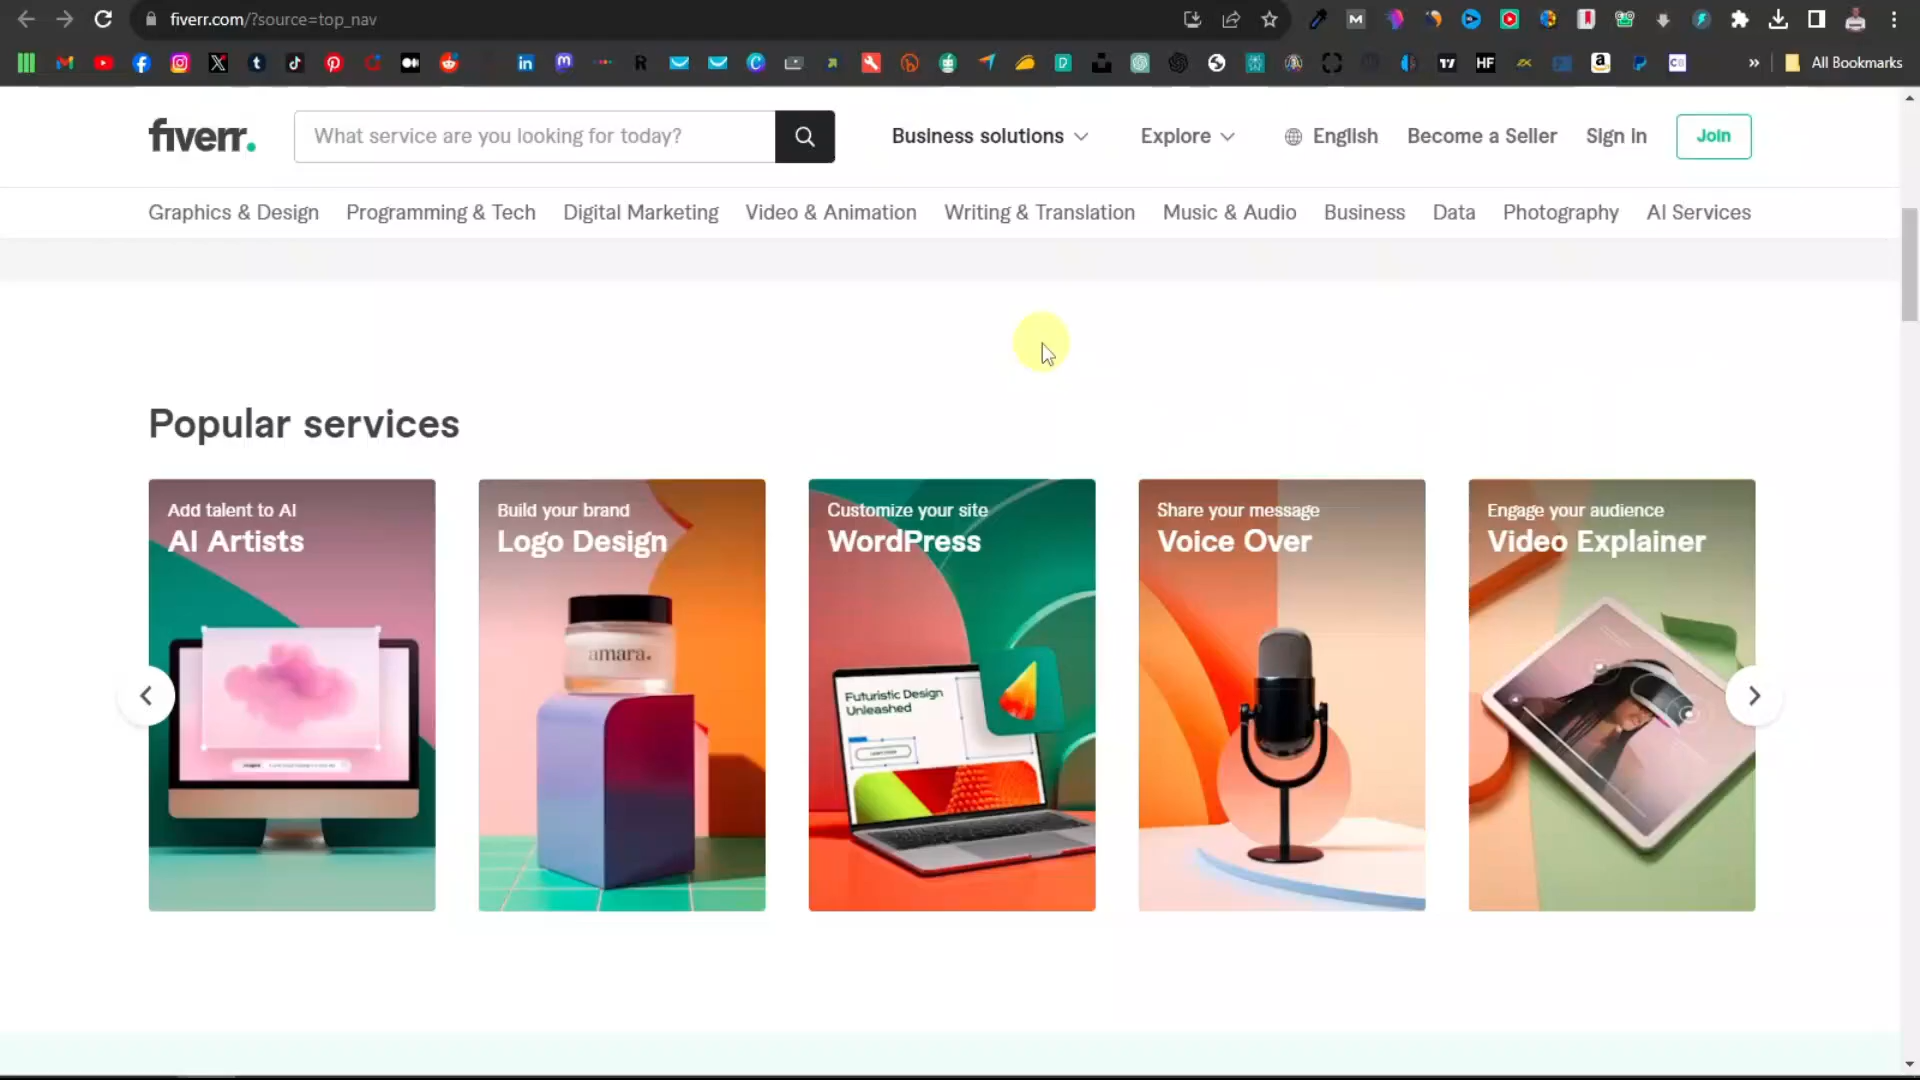 fiverr.com/?source=top_nav
All Bookmarks
fiverr.
What service are you looking for today?
Business solutions
Explore
English
Become a Seller
Sign in
Join
Graphics & Design
Programming & Tech
Digital Marketing
Video & Animation
Writing & Translation
Music & Audio
Business
Data
Photography
AI Services
Popular services
Add talent to AI
AI Artists
Build your brand
Logo Design
amara.
Customize your site
WordPress
Futuristic Design
Unleashed
Share your message
Voice Over
Engage your audience
Video Explainer